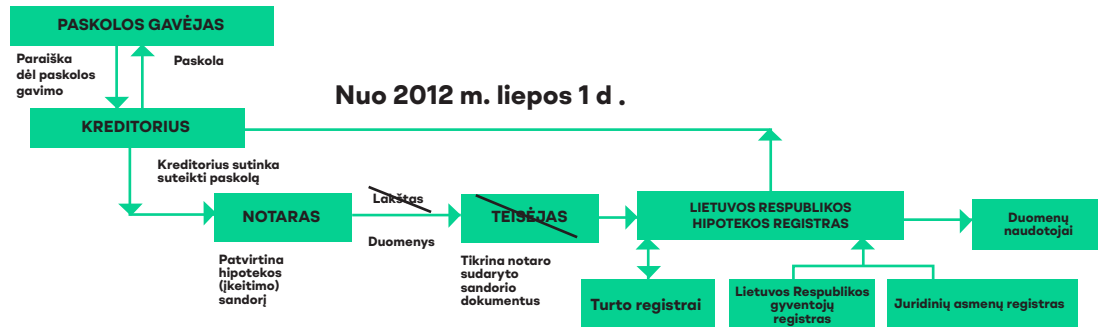 PASKOLOS GAVĖJAS
Paraiška
dėl paskolos
gavimo
Paskola
Nuo 2012 m. liepos 1 d .
KREDITORIUS
Kreditorius sutinka
suteikti paskolą
Lakštas
NOTARAS
TEISĖJAS
LIETUVOS RESPUBLIKOS
HIPOTEKOS REGISTRAS
Duomenų
naudotojai
Duomenys
Patvirtina
hipotekos
(įkeitimo)
sandorį
Tikrina notaro
sudaryto
sandorio
dokumentus
Turto registrai
Lietuvos Respublikos
gyventojų
registras
Juridinių asmenų registras